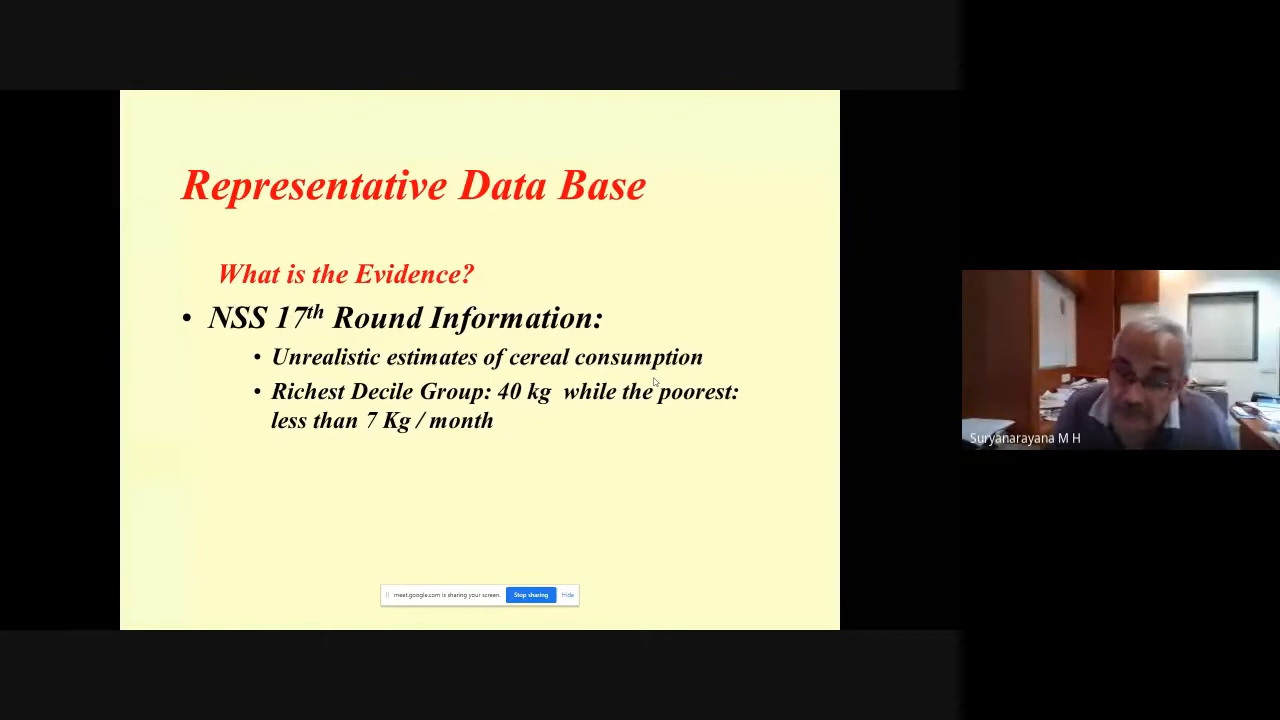 Representative Data Base
What is the Evidence?
• NSS 17th Round Information:
• Unrealistic estimates of cereal consumption
• Richest Decile Group: 40 kg while the poorest:
less than 7 Kg / month
meet.google.com is sharing your screen.
Stop sharing
Hide
Suryanarayana M H